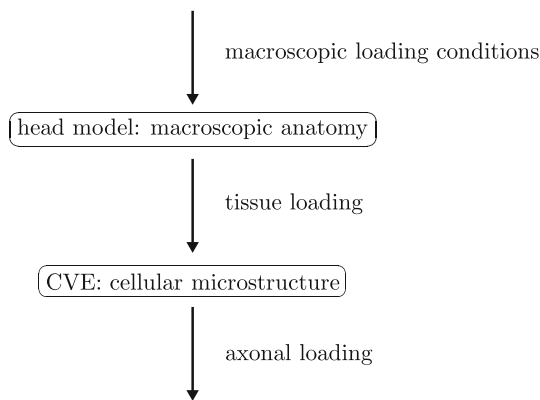 macroscopic loading conditions
head model: macroscopic anatomy
tissue loading
CVE: cellular microstructure
axonal loading